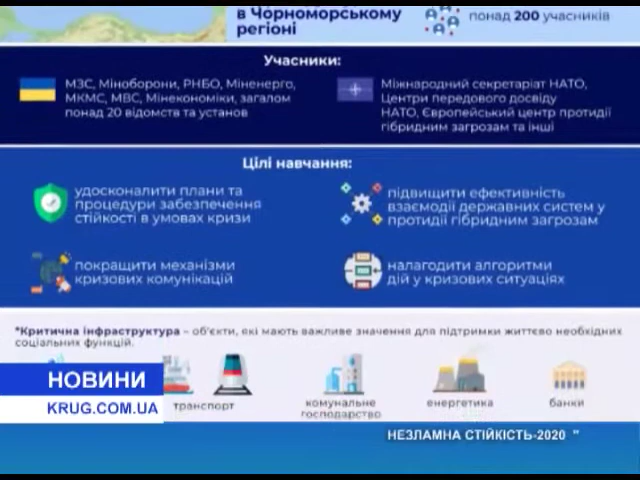 в Чорноморському
регіоні
понад 200 учасників
Учасники:
МЗС, Міноборони, РНБО, Міненерго,
МКМС, МВС, Мінекономіки, загалом
понад 20 відомств та установ
Міжнародний секретаріат НАТО,
Центри передового досвіду
НАТО, Європейський центр протидії
гібридним загрозам та інші
Цілі навчання:
удосконалити плани та
процедури забезпечення
стійкості в умовах кризи
підвищити ефективність
взаємодії державних систем у
протидії гібридним загрозам
покращити механізми
кризових комунікацій
налагодити алгоритми
дій у кризових ситуаціях
*Критична інфраструктура – об'єкти, які мають важливе значення для підтримки життєво необхідних
соціальних функцій.
транспорт
комунальне
господарство
енергетика
банки
НОВИНИ
KRUG.COM.UA
НЕЗЛАМНА СТІЙКІСТЬ-2020 "